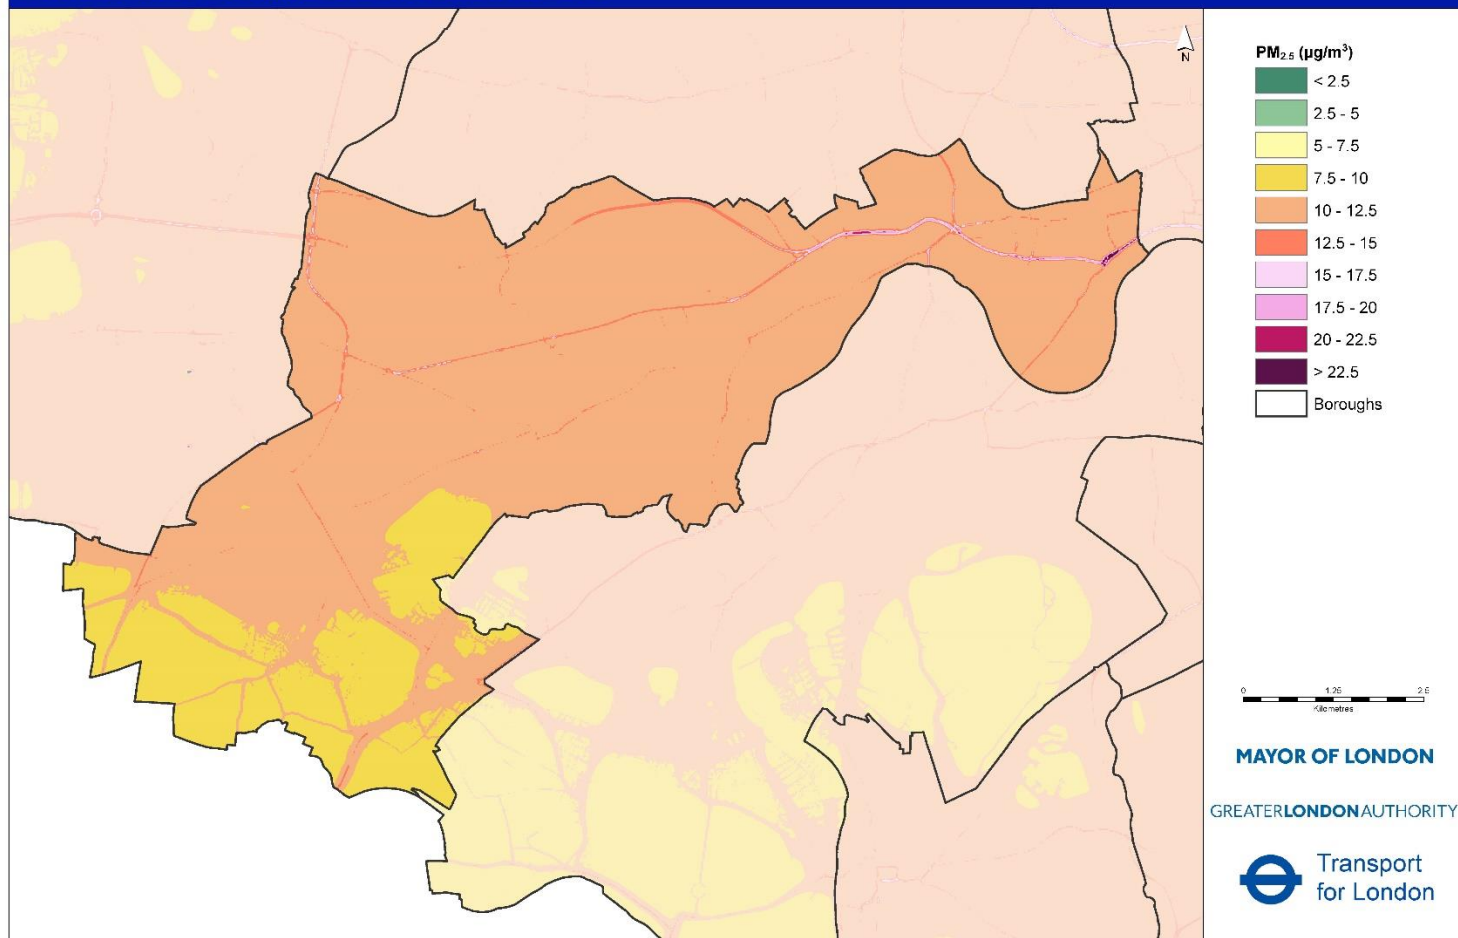 N
PM2.5 (µg/m³)
< 2.5
2.5 - 5
5 - 7.5
7.5 - 10
10 - 12.5
12.5 - 15
15 - 17.5
17.5 - 20
20 - 22.5
> 22.5
Boroughs
0 1.25 2.5
Kilometres
MAYOR OF LONDON
GREATERLONDONAUTHORITY
Transport
for London